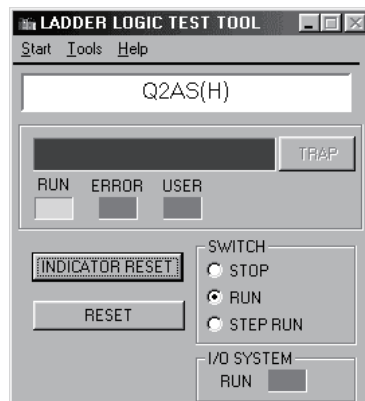 LADDER LOGIC TEST TOOL
Start Tools Help
Q2AS(H)
TRAP
RUN ERROR USER
INDICATOR RESET
RESET
SWITCH
STOP
RUN
STEP RUN
I/O SYSTEM
RUN